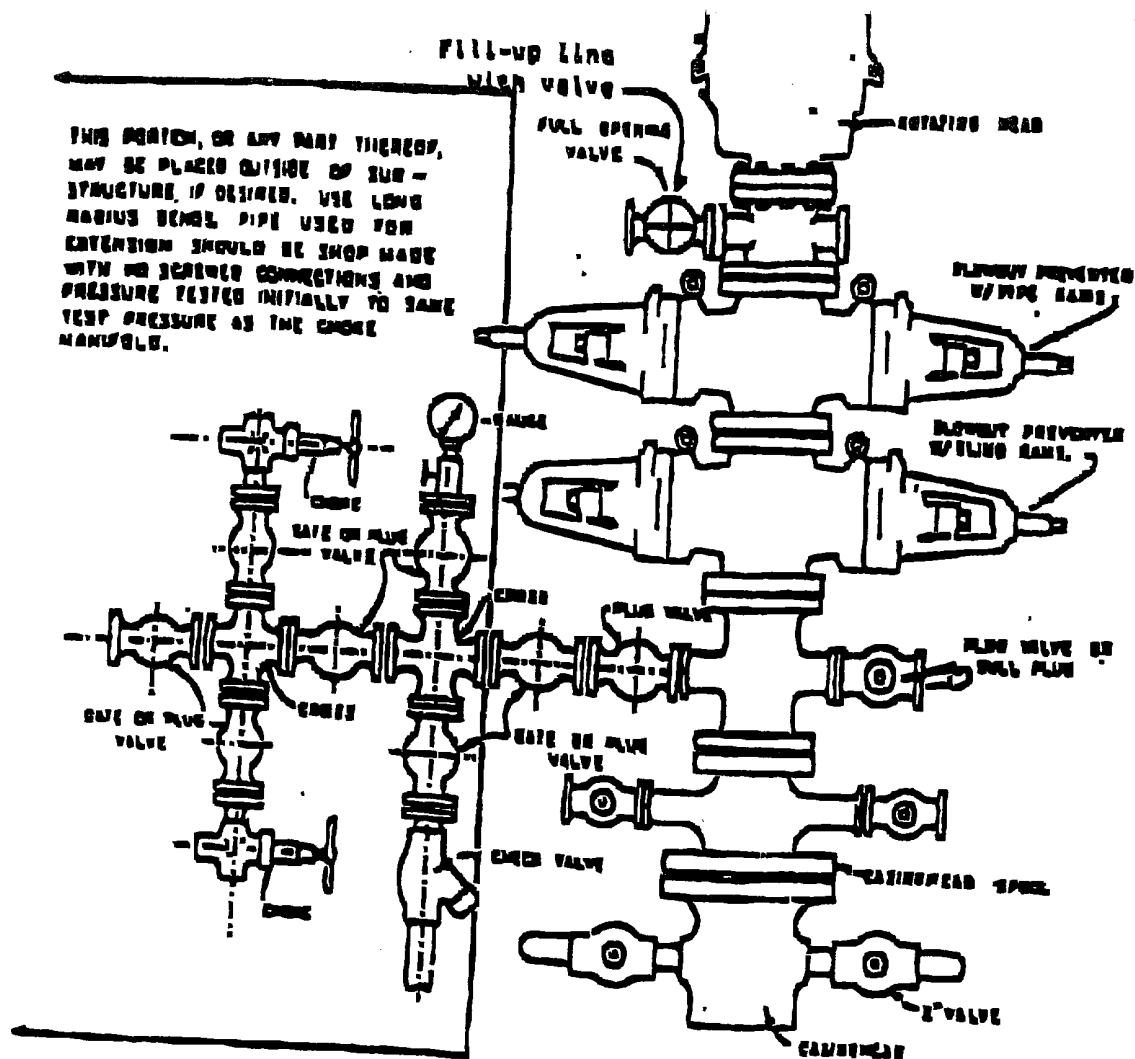 Fill-up line
with valve
FULL OPENING
VALVE
ROTATING HEAD
THIS PORTION, OR ANY PART THEREOF,
MAY BE PLACED OUTSIDE OF SUB-
STRUCTURE, IF DESIRED. USE LONG
RADIUS BENDS. PIPE USED FOR
EXTENSION SHOULD BE SHOP MADE
WITH NO SCREWED CONNECTIONS AND
PRESSURE TESTED INITIALLY TO SAME
TEST PRESSURE AS THE CHOKE
MANIFOLD.
BLOWOUT PREVENTER
W/PIPE RAMS.
GAUGE
BLOWOUT PREVENTER
W/BLIND RAMS.
CHOKE
GATE OR PLUG
VALVE
CROSS
PLUG VALVE
PLUG VALVE OR
BULL PLUG
GATE OR PLUG
VALVE
CROSS
GATE OR PLUG
VALVE
CHECK VALVE
CASINGHEAD SPOOL
CHOKE
2" VALVE
CASINGHEAD